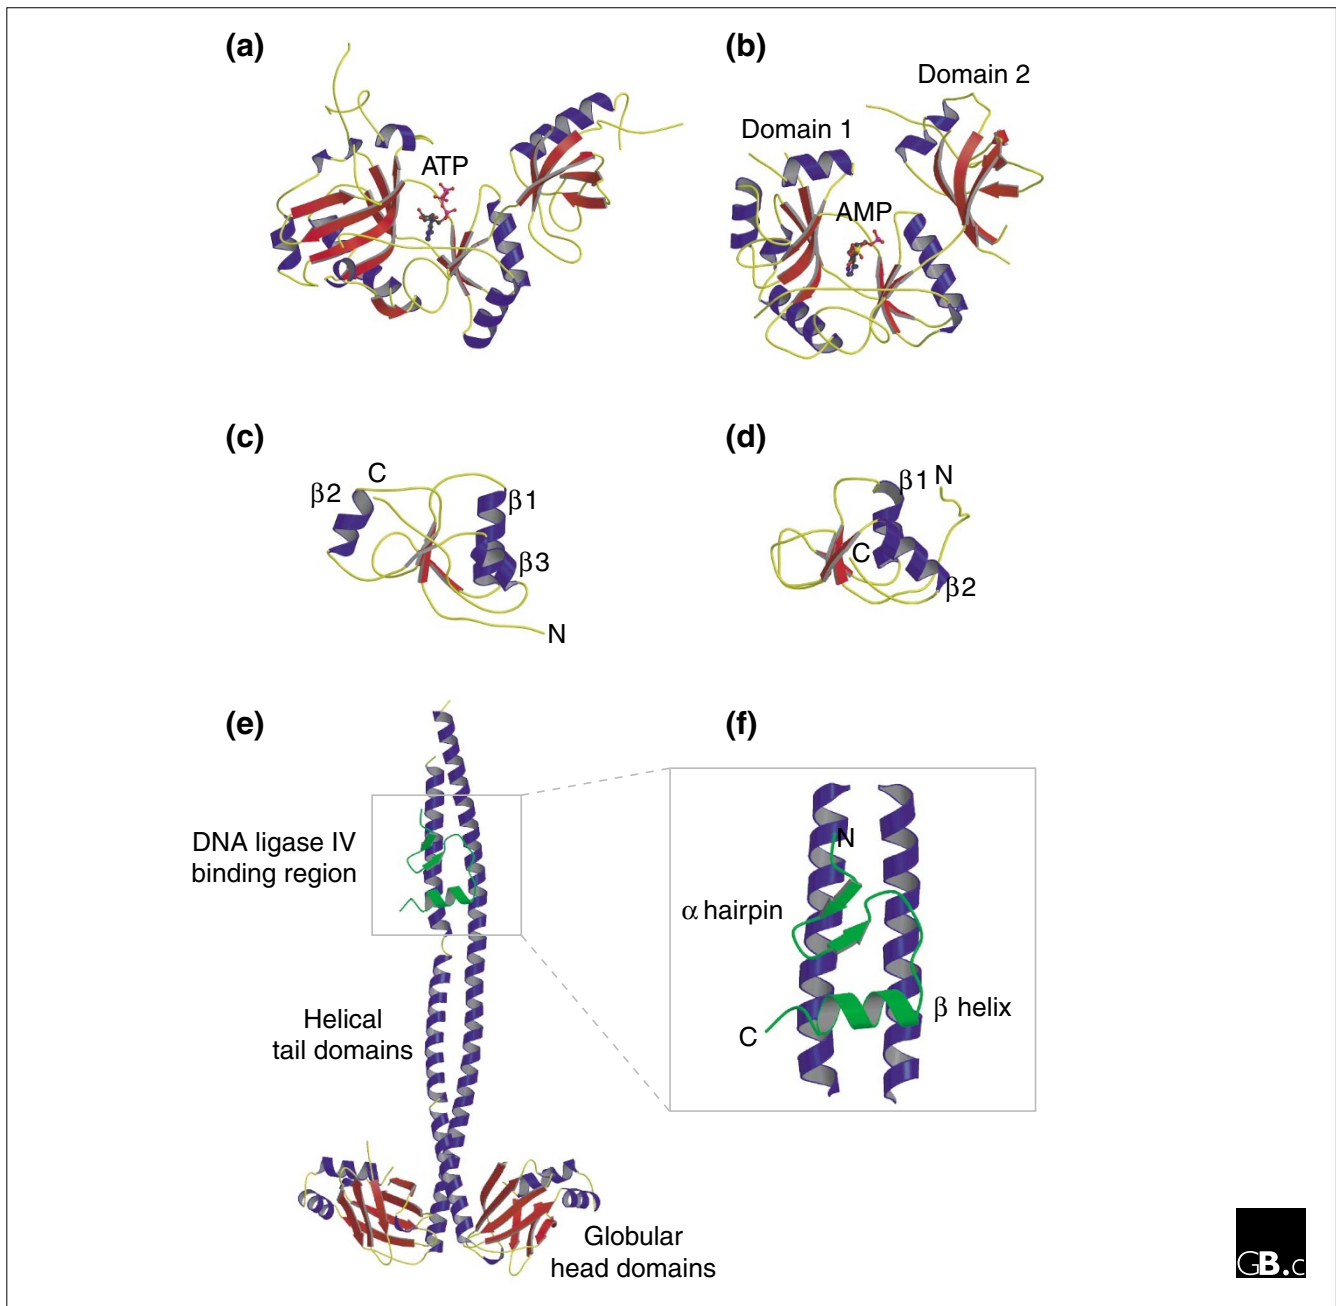 (a)
ATP
(b)
Domain 2
Domain 1
AMP
(c)
β2
C
β1
β3
N
(d)
β1
N
C
β2
(e)
DNA ligase IV
binding region
Helical
tail domains
Globular
head domains
(f)
N
α hairpin
β helix
C
GB.c